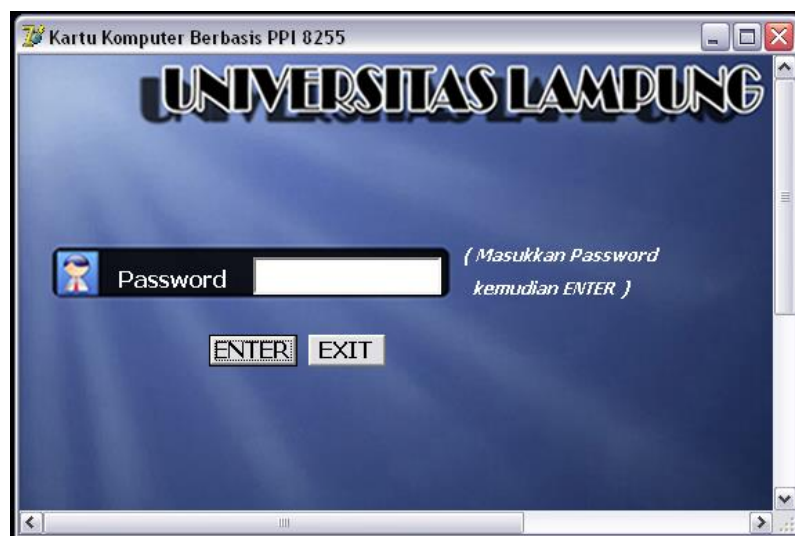 Kartu Komputer Berbasis PPI 8255
UNIVERSITAS LAMPUNG
Password
( Masukkan Password
kemudian ENTER )
ENTER EXIT